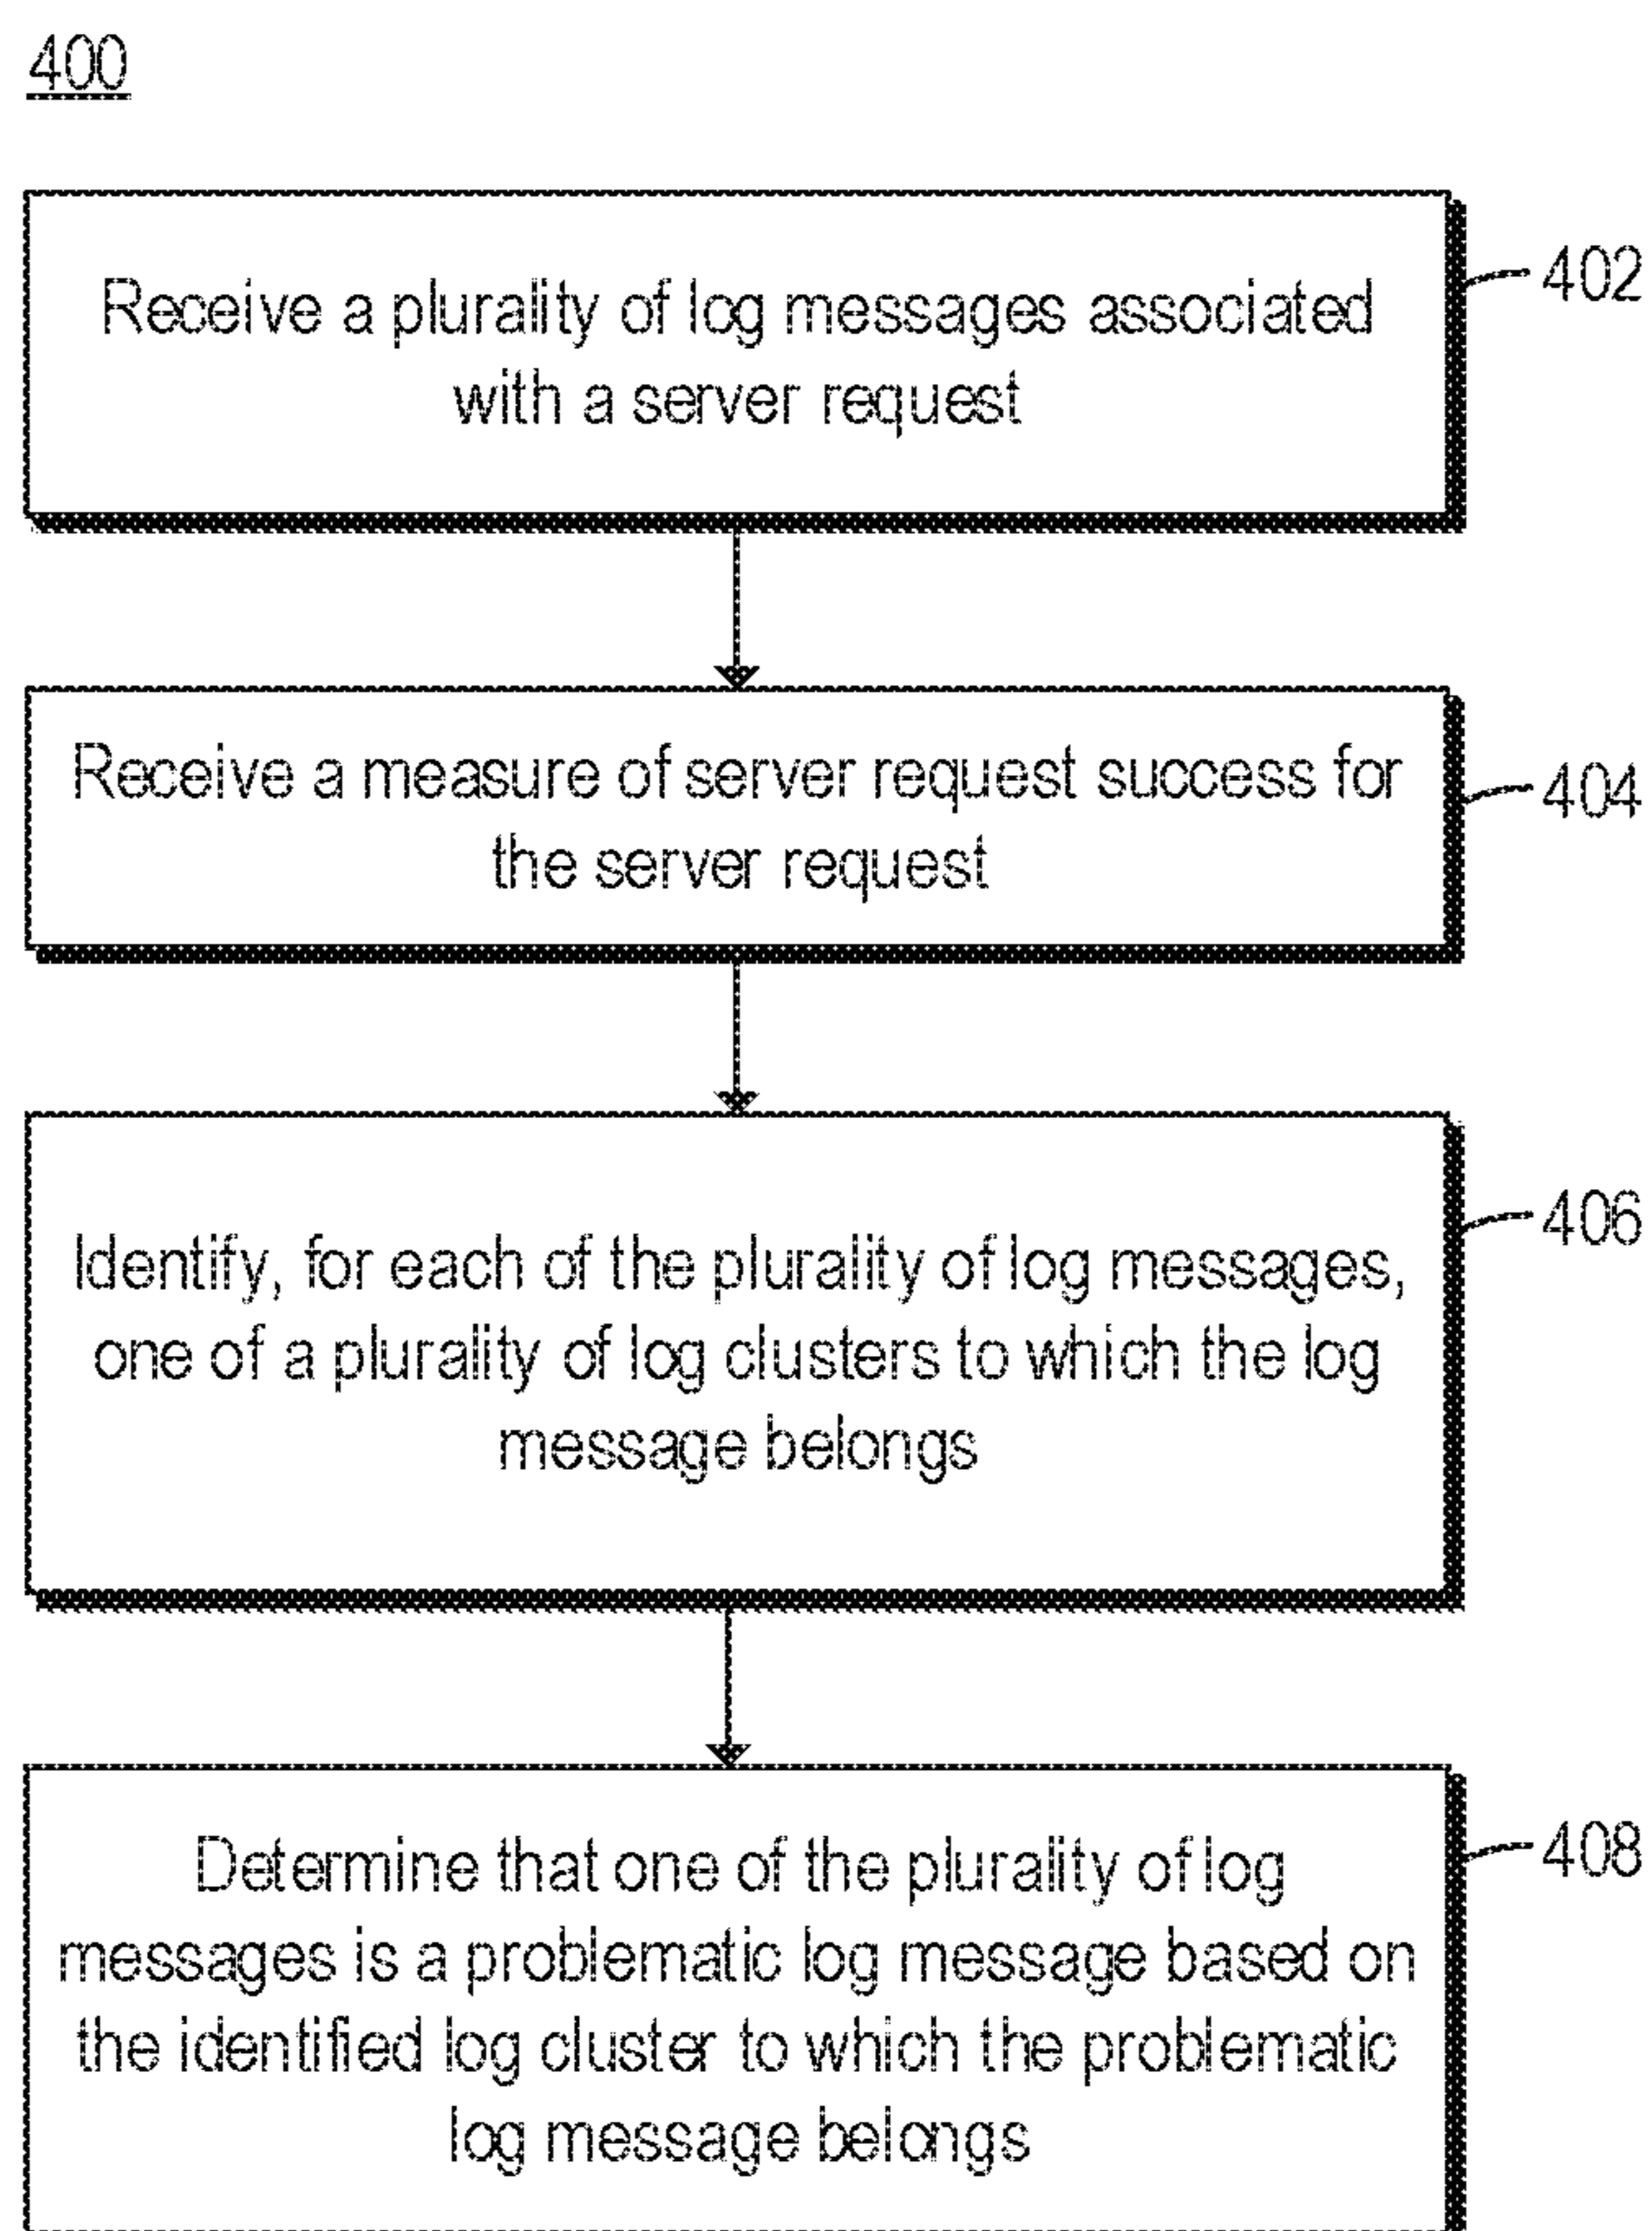 400
Receive a plurality of log messages associated
with a server request
402
Receive a measure of server request success for
the server request
404
Identify, for each of the plurality of log messages,
one of a plurality of log clusters to which the log
message belongs
406
Determine that one of the plurality of log
messages is a problematic log message based on
the identified log cluster to which the problematic
log message belongs
408